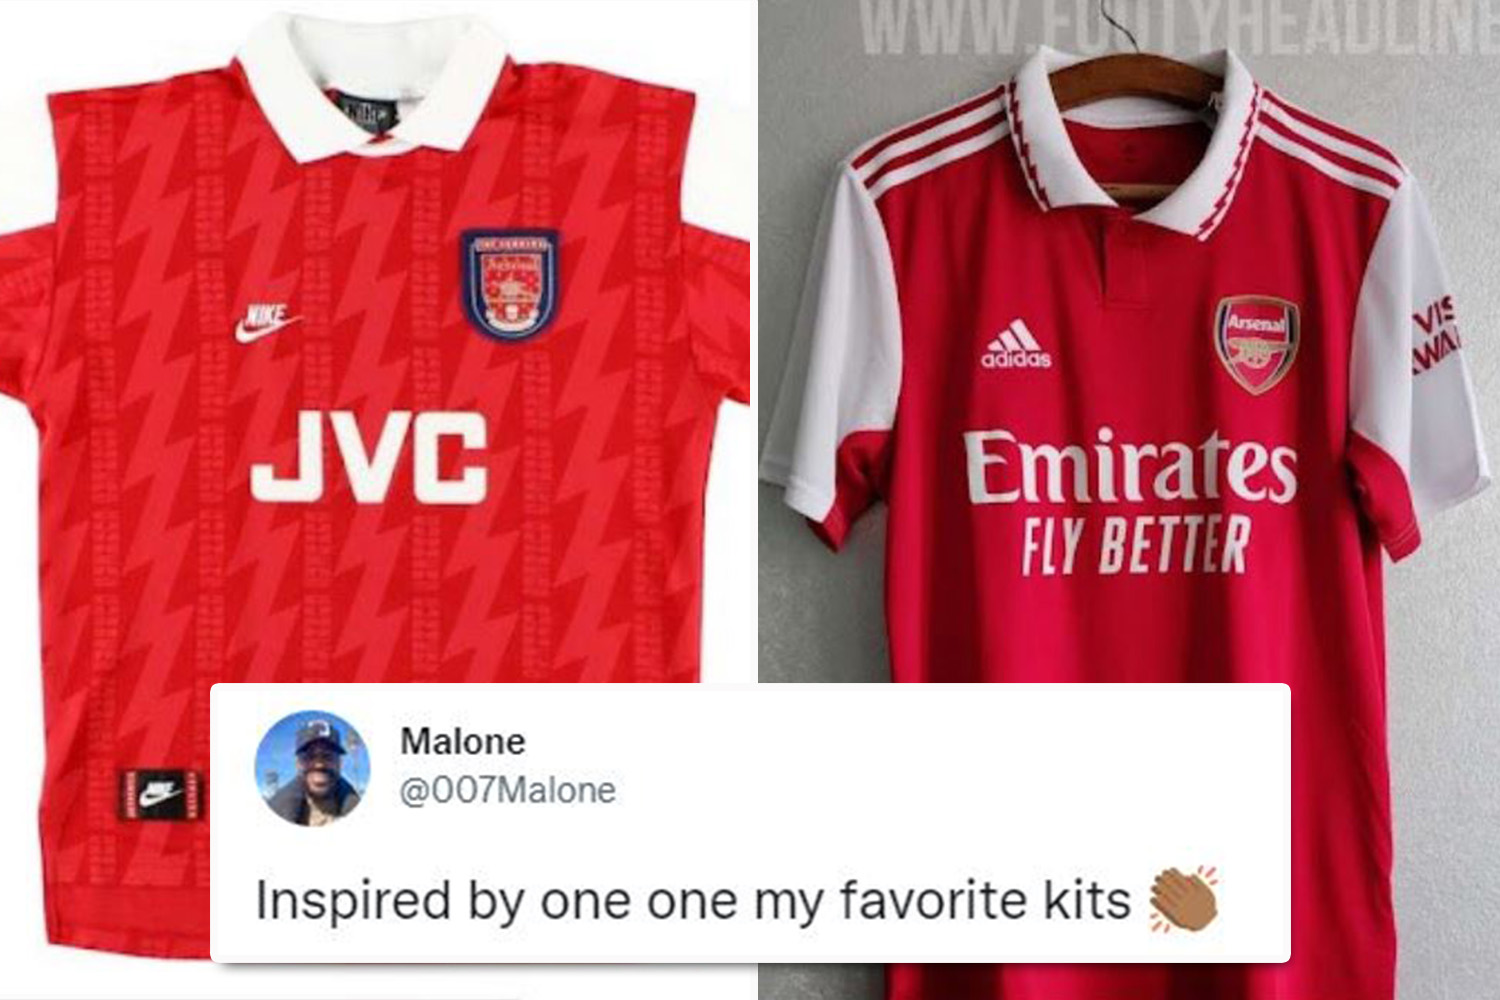 WWW.FOOTYHEADLINE
NIKE
Arsenal
JVC
adidas
Arsenal
VIS
WA
Emirates
FLY BETTER
Malone
@007Malone
Inspired by one one my favorite kits 👏🏾